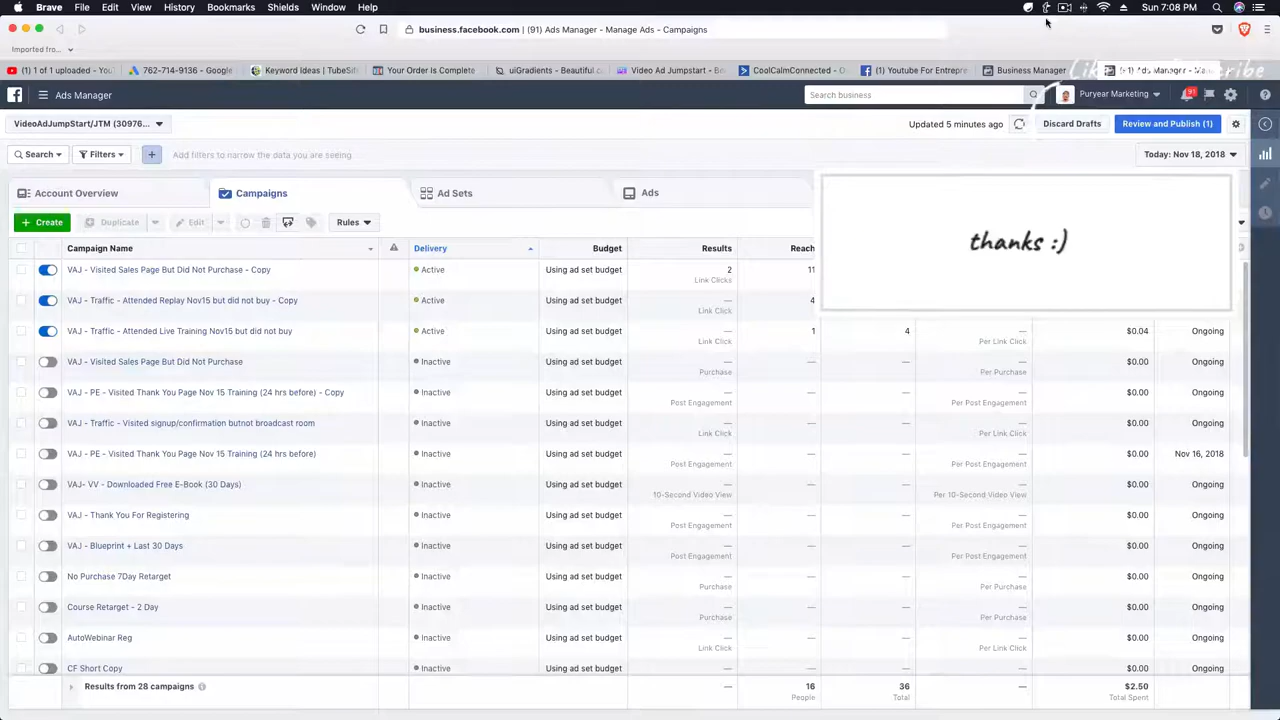 Brave File Edit View History Bookmarks Shields Window Help Sun 7:08 PM
business.facebook.com | (91) Ads Manager - Manage Ads - Campaigns
Imported fro...
1 of 1 uploaded - You... 762-714-9136 - Google Keyword Ideas | TubeSif Your Order Is Complete uiGradients - Beautiful c Video Ad Jumpstart - Be CoolCalmConnected - O (91) Youtube For Entrepre Business Manager (91) Ads Manager - Ma
Ads Manager Search business Puryear Marketing 91
VideoAdJumpStart/JTM (30976... Updated 5 minutes ago Discard Drafts Review and Publish (1)
Search Filters + Add filters to narrow the data you are seeing Today: Nov 18, 2018
Account Overview Campaigns Ad Sets Ads
+ Create Duplicate Edit Rules
thanks :)
Campaign Name Delivery Budget Results Reach
VAJ - Visited Sales Page But Did Not Purchase - Copy Active Using ad set budget 2 11
Link Clicks
VAJ - Traffic - Attended Replay Nov15 but did not buy - Copy Active Using ad set budget — 4
Link Click
VAJ - Traffic - Attended Live Training Nov15 but did not buy Active Using ad set budget — 1 4 — $0.04 Ongoing
Link Click Per Link Click
VAJ - Visited Sales Page But Did Not Purchase Inactive Using ad set budget — — — — $0.00 Ongoing
Purchase Per Purchase
VAJ - PE - Visited Thank You Page Nov 15 Training (24 hrs before) - Copy Inactive Using ad set budget — — — — $0.00 Ongoing
Post Engagement Per Post Engagement
VAJ - Traffic - Visited signup/confirmation butnot broadcast room Inactive Using ad set budget — — — — $0.00 Ongoing
Link Click Per Link Click
VAJ - PE - Visited Thank You Page Nov 15 Training (24 hrs before) Inactive Using ad set budget — — — — $0.00 Nov 16, 2018
Post Engagement Per Post Engagement
VAJ- VV - Downloaded Free E-Book (30 Days) Inactive Using ad set budget — — — — $0.00 Ongoing
10-Second Video View Per 10-Second Video View
VAJ - Thank You For Registering Inactive Using ad set budget — — — — $0.00 Ongoing
Post Engagement Per Post Engagement
VAJ - Blueprint + Last 30 Days Inactive Using ad set budget — — — — $0.00 Ongoing
Post Engagement Per Post Engagement
No Purchase 7Day Retarget Inactive Using ad set budget — — — — $0.00 Ongoing
Purchase Per Purchase
Course Retarget - 2 Day Inactive Using ad set budget — — — — $0.00 Ongoing
Purchase Per Purchase
AutoWebinar Reg Inactive Using ad set budget — — — — $0.00 Ongoing
Link Click Per Link Click
CF Short Copy Inactive Using ad set budget — — — — $0.00 Ongoing
Results from 28 campaigns — 16 36 — $2.50
People Total Total Spent